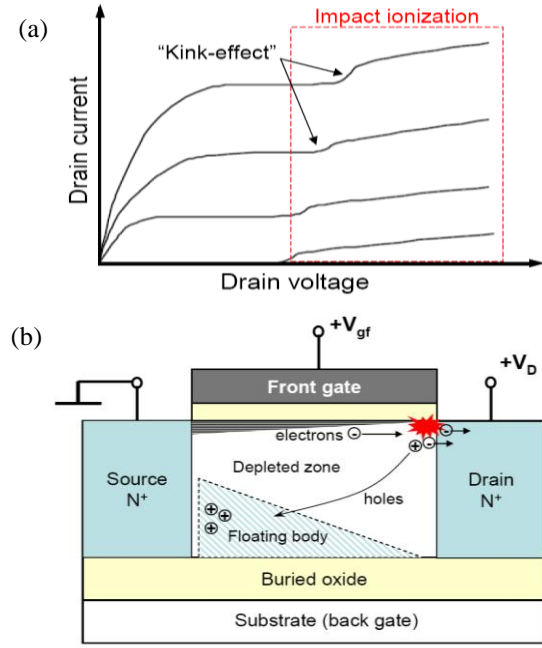 (a)
Impact ionization
"Kink-effect"
Drain current
Drain voltage
(b)
+Vgf
+VD
Front gate
electrons
Source
N+
Depleted zone
holes
Drain
N+
Floating body
Buried oxide
Substrate (back gate)